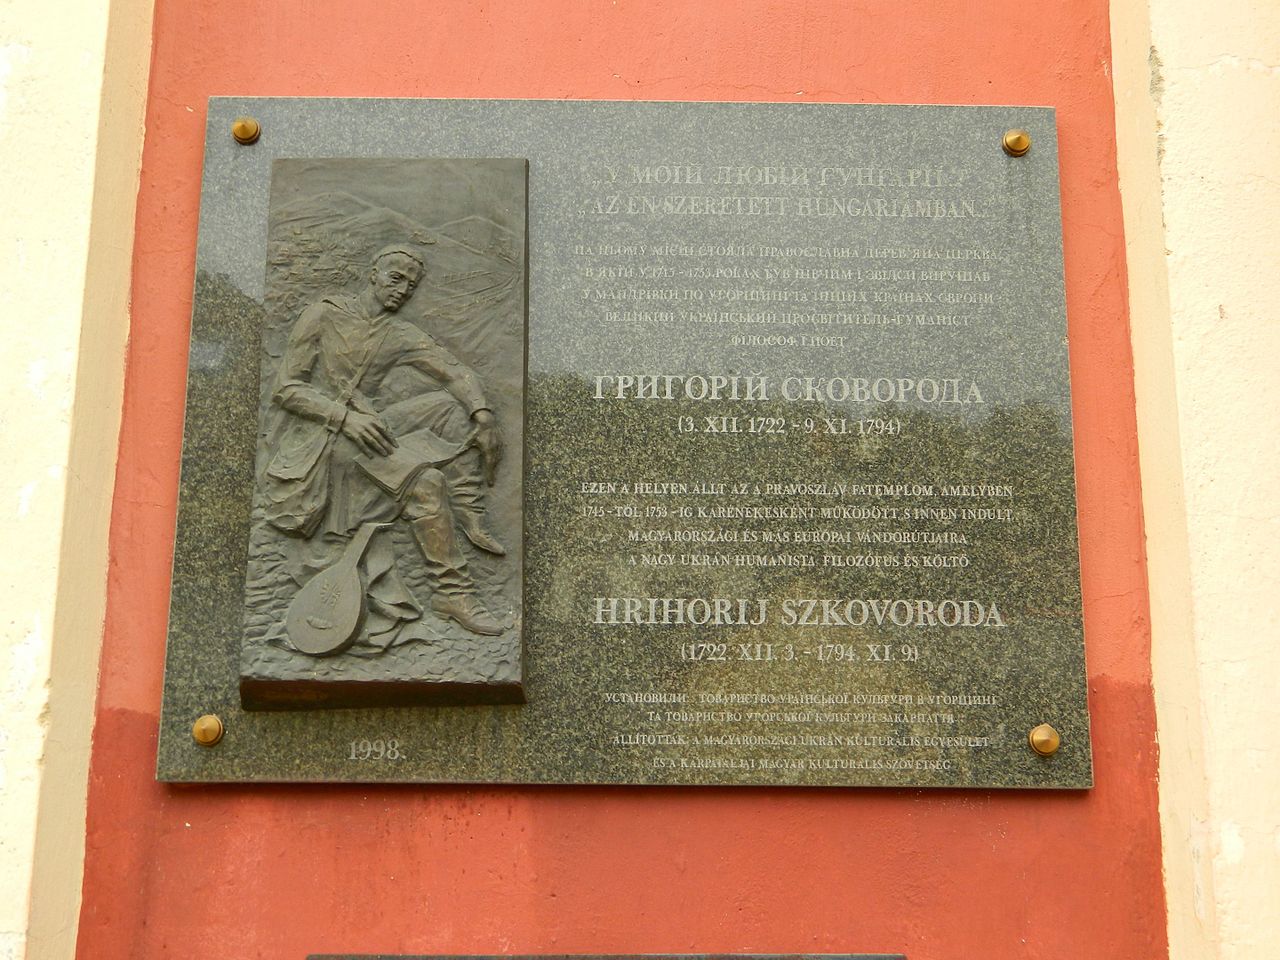 „У МОЇЙ ЛЮБІЙ ГУНГАРІЇ..."
„AZ ÉN SZERETETT HUNGÁRIÁMBAN..."
НА ЦЬОМУ МІСЦІ СТОЯЛА ПРАВОСЛАВНА ДЕРЕВ'ЯНА ЦЕРКВА,
В ЯКІЙ У 1745 - 1753 РОКАХ БУВ ПІВЧИМ І ЗВІДСИ ВИРУШАВ
У МАНДРІВКИ ПО УГОРЩИНІ ТА ІНШИХ КРАЇНАХ ЄВРОПИ
ВЕЛИКИЙ УКРАЇНСЬКИЙ ПРОСВІТИТЕЛЬ-ГУМАНІСТ
ФІЛОСОФ І ПОЕТ
ГРИГОРІЙ СКОВОРОДА
(3. XII. 1722 - 9. XI. 1794)
EZEN A HELYEN ÁLLT AZ A PRAVOSZLÁV FATEMPLOM, AMELYBEN
1745 - TŐL 1753 - IG KARÉNEKESKÉNT MŰKÖDÖTT, S INNEN INDULT
MAGYARORSZÁGI ÉS MÁS EURÓPAI VÁNDORÚTJAIRA
A NAGY UKRÁN HUMANISTA FILOZÓFUS ÉS KÖLTŐ
HRIHORIJ SZKOVORODA
(1722. XII. 3. - 1794. XI. 9.)
УСТАНОВИЛИ: ТОВАРИСТВО УКРАЇНСЬКОЇ КУЛЬТУРИ В УГОРЩИНІ
ТА ТОВАРИСТВО УГОРСЬКОЇ КУЛЬТУРИ ЗАКАРПАТТЯ
ÁLLÍTOTTÁK: A MAGYARORSZÁGI UKRÁN KULTURÁLIS EGYESÜLET
ÉS A KÁRPÁTALJAI MAGYAR KULTURÁLIS SZÖVETSÉG
1998.